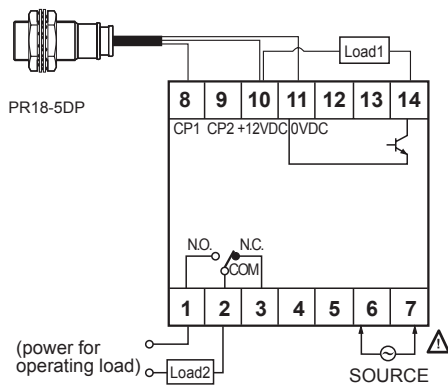 PR18-5DP
Load1
8 9 10 11 12 13 14
CP1 CP2 +12VDC 0VDC
N.O. N.C.
COM
1 2 3 4 5 6 7
(power for
operating load)
Load2
SOURCE